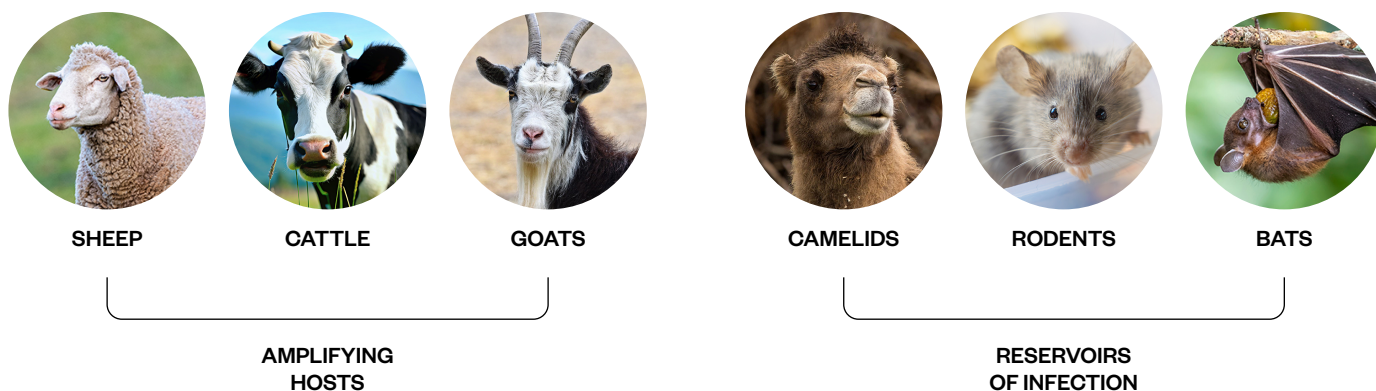 SHEEP
CATTLE
GOATS
AMPLIFYING
HOSTS
CAMELIDS
RODENTS
BATS
RESERVOIRS
OF INFECTION